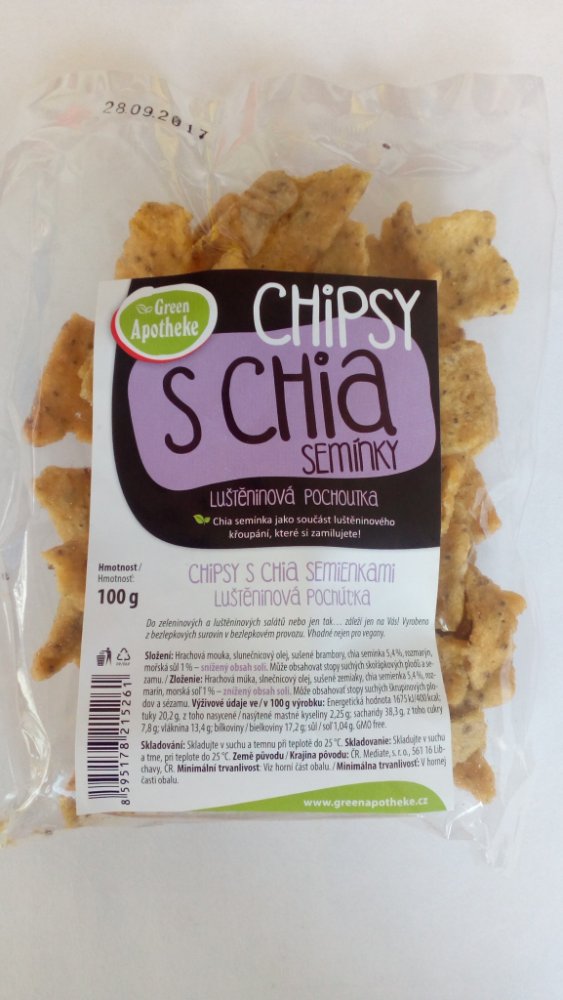 28.09.2017
Green
Apotheke
CHiPSY
S CHia
SEMÍNKY
LUŠTĚNINOVÁ POCHOUTKA
Chia semínka jako součást luštěninového
křoupání, které si zamilujete!
Hmotnost /
Hmotnosť:
100 g
CHiPSY S CHia SEMIENKAMi
LUŠTĚNINOVÁ POCHÚTKA
Do zeleninových a luštěninových salátů nebo jen tak.... záleží jen na Vás! Vyrobeno
z bezlepkových surovin v bezlepkovém provozu. Vhodné nejen pro vegany.
Složení: Hrachová mouka, slunečnicový olej, sušené brambory, chia semínka 5,4 %, rozmarýn,
mořská sůl 1% – snížený obsah soli. Může obsahovat stopy suchých skořápkových plodů a se-
zamu. / Zloženie: Hrachová múka, slnečnicový olej, sušené zemiaky, chia semienka 5,4 %, roz-
marín, morská soľ 1% – znížený obsah soli. Môže obsahovať stopy suchých škrupinových plo-
dov a sézamu. Výživové údaje ve / v 100 g výrobku: Energetická hodnota 1675 kJ/400 kcal;
tuky 20,2 g, z toho nasycené / nasýtené mastné kyseliny 2,25 g; sacharidy 38,3 g, z toho cukry
7,8 g; vláknina 13,4 g; bílkoviny / bielkoviny 17,2 g; sůl / soľ 1,04 g. GMO free.
Skladování: Skladujte v suchu a temnu při teplotě do 25 °C. Skladovanie: Skladujte v suchu
a tme, pri teplote do 25 °C. Země původu / Krajina pôvodu: ČR. Mediate, s. r. o., 561 16 Lib-
chavy, ČR. Minimální trvanlivost: Viz horní část obalu. / Minimálna trvanlivosť: V hornej
časti obalu.
8 595178 215261
www.greenapotheke.cz